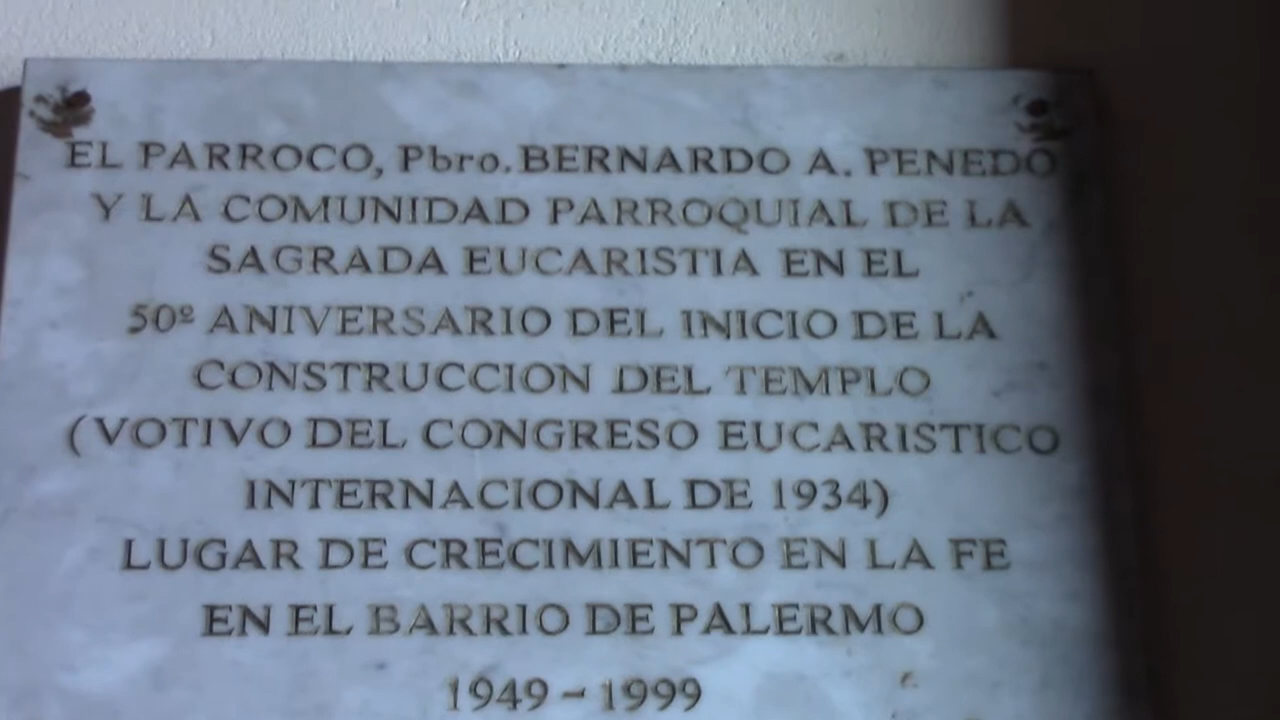 EL PARROCO, Pbro. BERNARDO A. PENEDO
Y LA COMUNIDAD PARROQUIAL DE LA
SAGRADA EUCARISTIA EN EL
50º ANIVERSARIO DEL INICIO DE LA
CONSTRUCCION DEL TEMPLO
(VOTIVO DEL CONGRESO EUCARISTICO
INTERNACIONAL DE 1934)
LUGAR DE CRECIMIENTO EN LA FE
EN EL BARRIO DE PALERMO
1949 - 1999